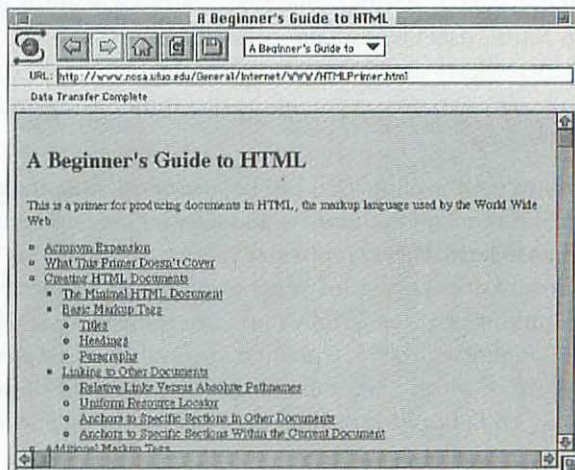 A Beginner's Guide to HTML
A Beginner's Guide to
URL: http://www.ncsa.uiuc.edu/General/Internet/WWW/HTMLPrimer.html
Data Transfer Complete
A Beginner's Guide to HTML
This is a primer for producing documents in HTML, the markup language used by the World Wide
Web.
Acronym Expansion
What This Primer Doesn't Cover
Creating HTML Documents
The Minimal HTML Document
Basic Markup Tags
Titles
Headings
Paragraphs
Linking to Other Documents
Relative Links Versus Absolute Pathnames
Uniform Resource Locator
Anchors to Specific Sections in Other Documents
Anchors to Specific Sections Within the Current Document
Additional Markup Tags